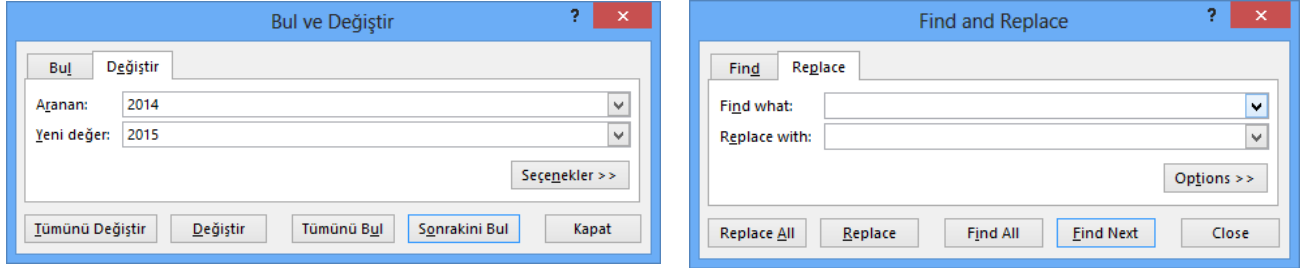 Bul ve Değiştir ? ×
Bul Değiştir
Aranan: 2014
Yeni değer: 2015
Seçenekler >>
Tümünü Değiştir Değiştir Tümünü Bul Sonrakini Bul Kapat
Find and Replace ? ×
Find Replace
Find what:
Replace with:
Options >>
Replace All Replace Find All Find Next Close